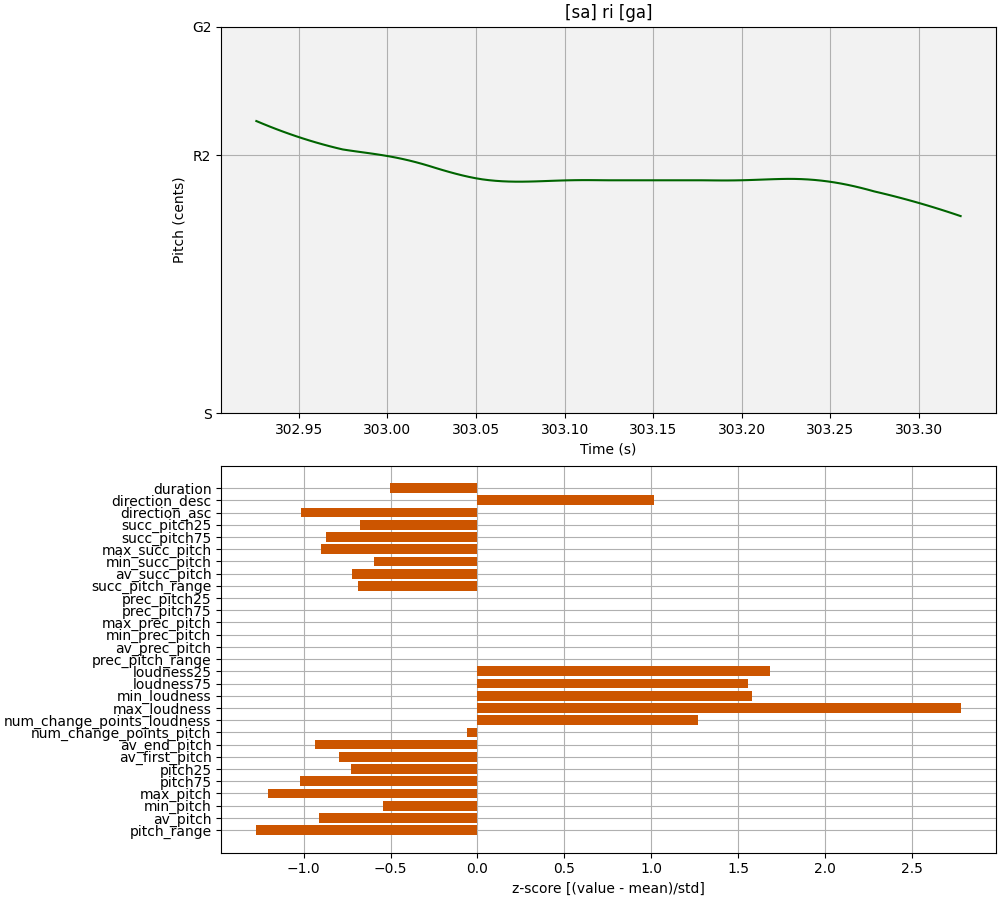 [sa] ri [ga]
G2
R2
S
Pitch (cents)
302.95 303.00 303.05 303.10 303.15 303.20 303.25 303.30
Time (s)
duration
direction_desc
direction_asc
succ_pitch25
succ_pitch75
max_succ_pitch
min_succ_pitch
av_succ_pitch
succ_pitch_range
prec_pitch25
prec_pitch75
max_prec_pitch
min_prec_pitch
av_prec_pitch
prec_pitch_range
loudness25
loudness75
min_loudness
max_loudness
num_change_points_loudness
num_change_points_pitch
av_end_pitch
av_first_pitch
pitch25
pitch75
max_pitch
min_pitch
av_pitch
pitch_range
−1.0 −0.5 0.0 0.5 1.0 1.5 2.0 2.5
z-score [(value - mean)/std]